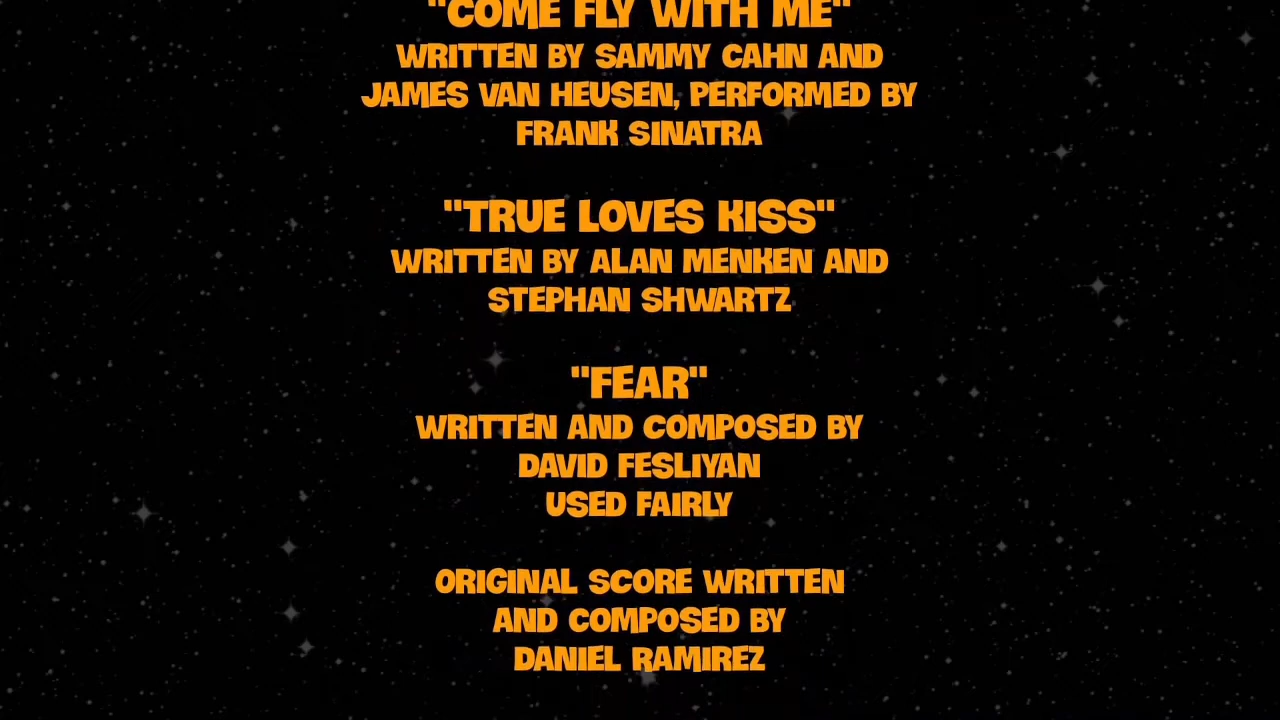 "COME FLY WITH ME"
WRITTEN BY SAMMY CAHN AND
JAMES VAN HEUSEN, PERFORMED BY
FRANK SINATRA
"TRUE LOVES KISS"
WRITTEN BY ALAN MENKEN AND
STEPHAN SHWARTZ
"FEAR"
WRITTEN AND COMPOSED BY
DAVID FESLIYAN
USED FAIRLY
ORIGINAL SCORE WRITTEN
AND COMPOSED BY
DANIEL RAMIREZ